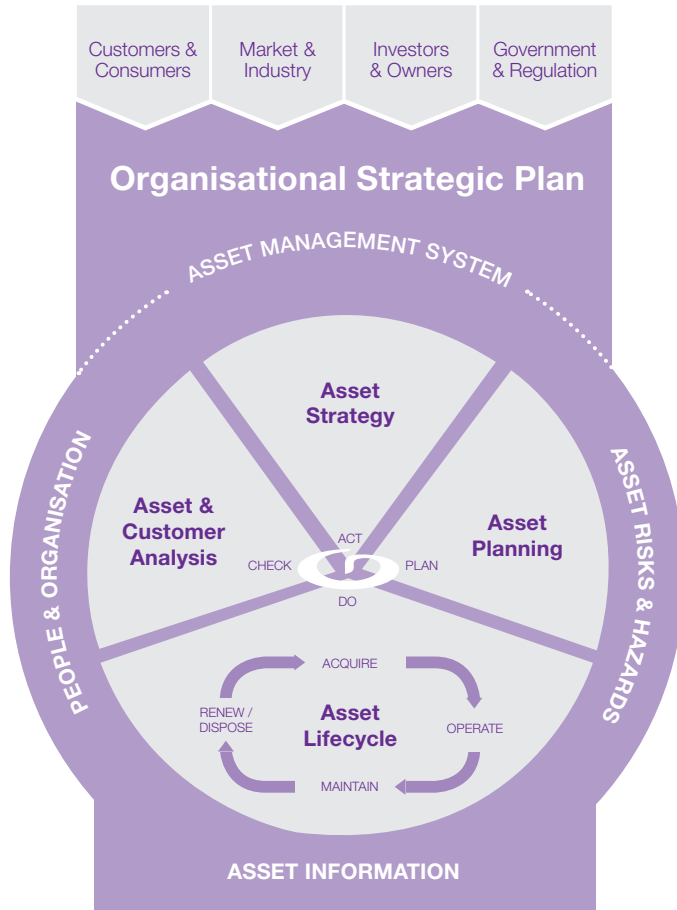 Customers &
Consumers
Market &
Industry
Investors
& Owners
Government
& Regulation
Organisational Strategic Plan
ASSET MANAGEMENT SYSTEM
PEOPLE & ORGANISATION
ASSET RISKS & HAZARDS
Asset
Strategy
Asset &
Customer
Analysis
Asset
Planning
ACT
CHECK
PLAN
DO
ACQUIRE
RENEW /
DISPOSE
Asset
Lifecycle
OPERATE
MAINTAIN
ASSET INFORMATION